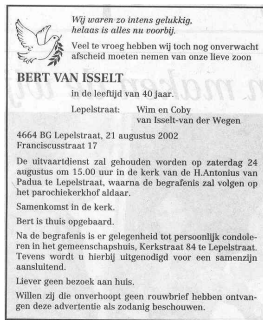 Wij waren zo intens gelukkig,
helaas is alles nu voorbij.
Veel te vroeg hebben wij toch nog onverwacht
afscheid moeten nemen van onze lieve zoon
BERT VAN ISSELT
in de leeftijd van 40 jaar.
Lepelstraat: Wim en Coby
van Isselt-van der Wegen
4664 BG Lepelstraat, 21 augustus 2002
Franciscusstraat 17
De uitvaartdienst zal gehouden worden op zaterdag 24
augustus om 15.00 uur in de kerk van de H.Antonius van
Padua te Lepelstraat, waarna de begrafenis zal volgen op
het parochiekerkhof aldaar.
Samenkomst in de kerk.
Bert is thuis opgebaard.
Na de begrafenis is er gelegenheid tot persoonlijk condole-
ren in het gemeenschapshuis, Kerkstraat 84 te Lepelstraat.
Tevens wordt u hierbij uitgenodigd voor een samenzijn
aansluitend.
Liever geen bezoek aan huis.
Willen zij die onverhoopt geen rouwbrief hebben ontvan-
gen deze advertentie als zodanig beschouwen.